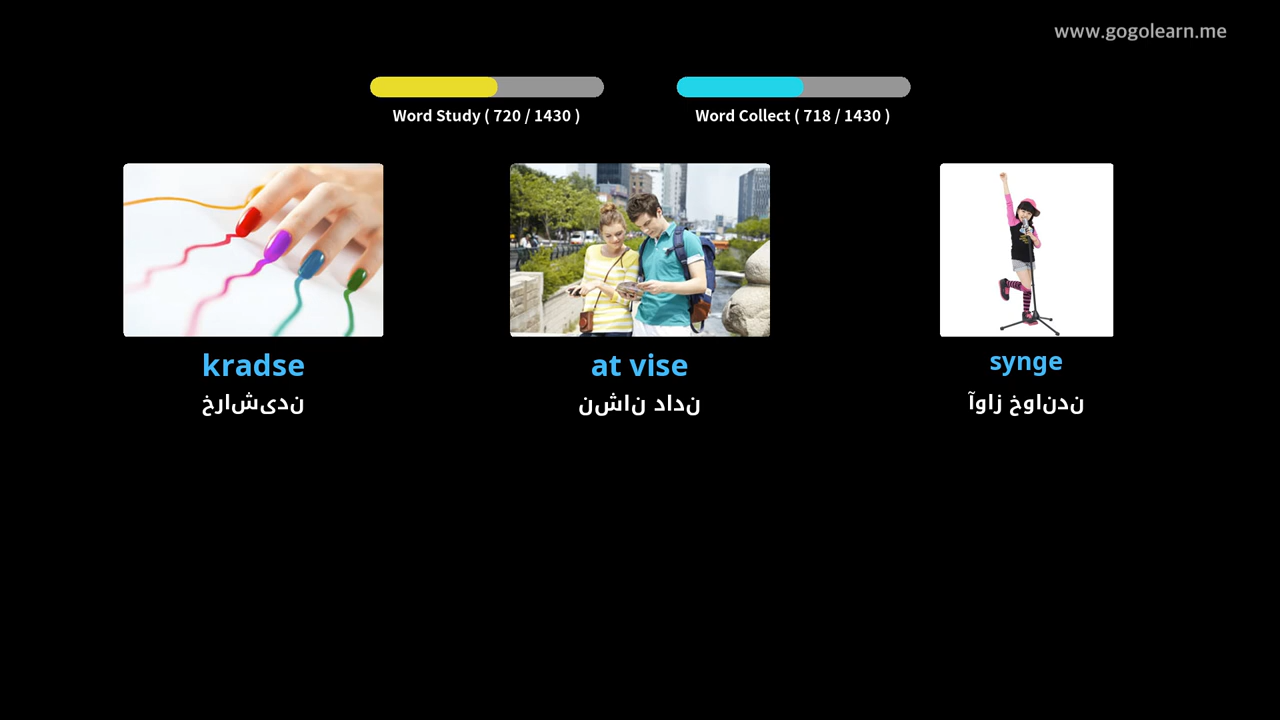 www.gogolearn.me
Word Study ( 720 / 1430 )
Word Collect ( 718 / 1430 )
kradse
خراشیدن
at vise
نشان دادن
synge
آواز خواندن